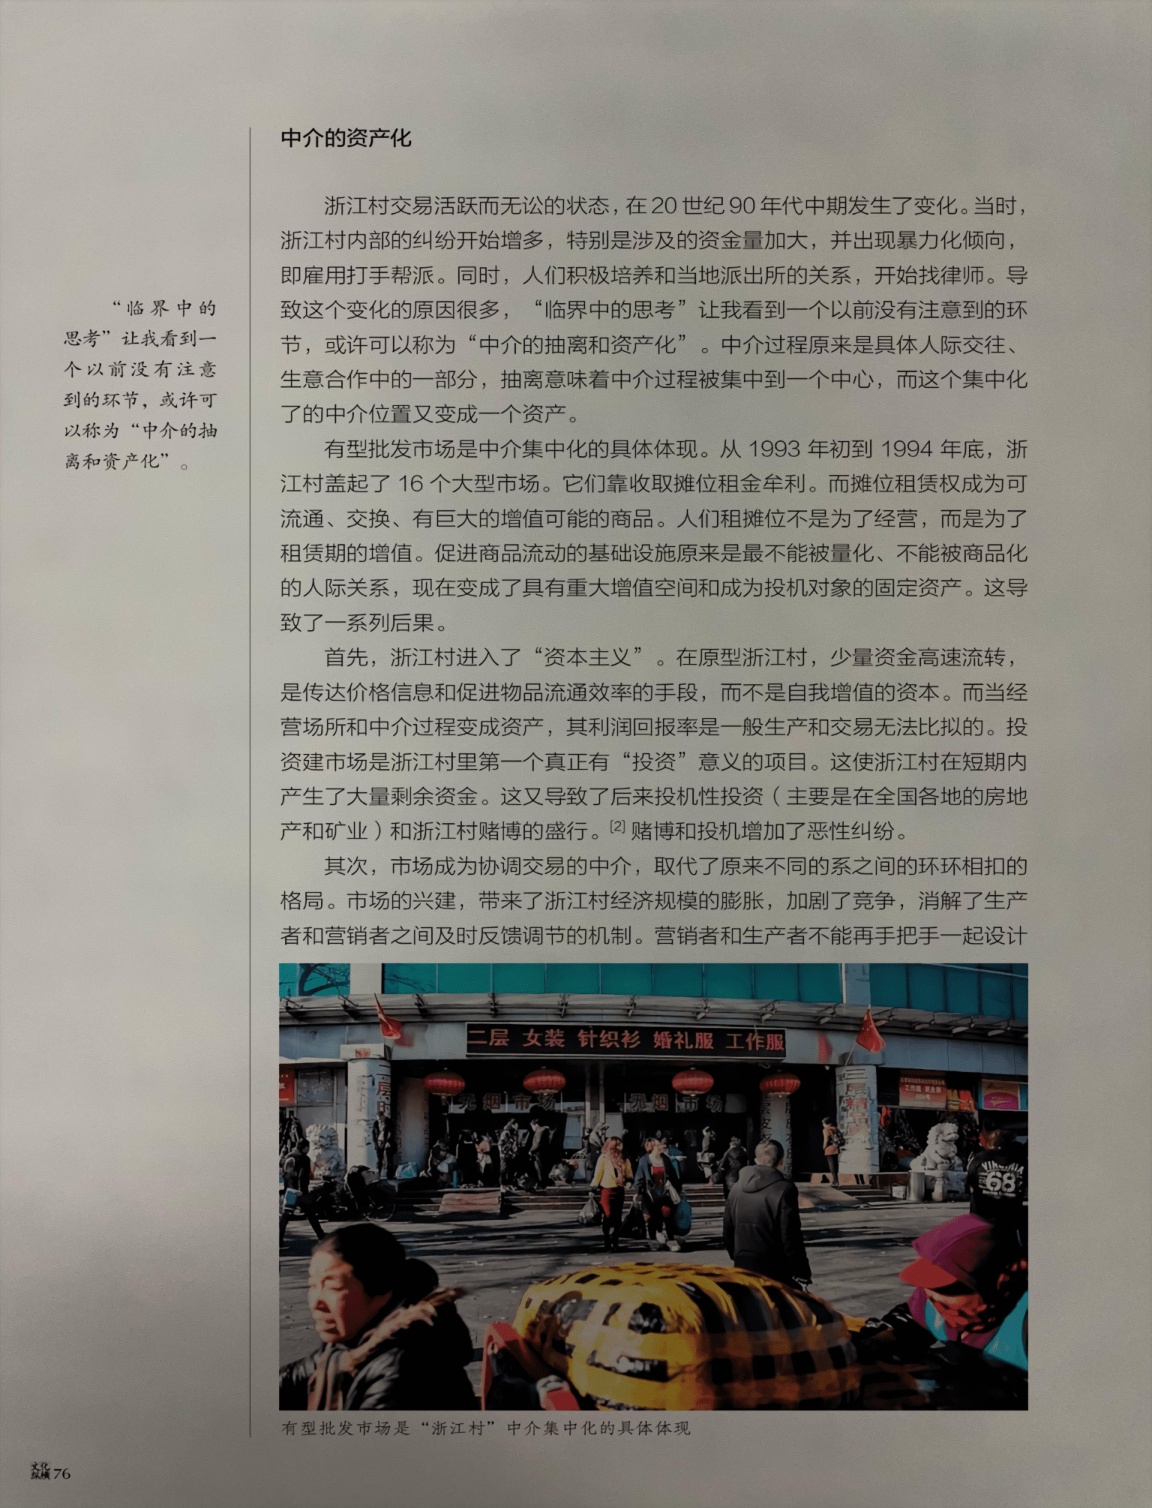 中介的资产化
浙江村交易活跃而无讼的状态，在20世纪90年代中期发生了变化。当时，
浙江村内部的纠纷开始增多，特别是涉及的资金量加大，并出现暴力化倾向，
即雇用打手帮派。同时，人们积极培养和当地派出所的关系，开始找律师。导
致这个变化的原因很多，“临界中的思考”让我看到一个以前没有注意到的环
节，或许可以称为“中介的抽离和资产化”。中介过程原来是具体人际交往、
生意合作中的一部分，抽离意味着中介过程被集中到一个中心，而这个集中化
了的中介位置又变成一个资产。
有型批发市场是中介集中化的具体体现。从1993年初到1994年底，浙
江村盖起了16个大型市场。它们靠收取摊位租金牟利。而摊位租赁权成为可
流通、交换、有巨大的增值可能的商品。人们租摊位不是为了经营，而是为了
租赁期的增值。促进商品流动的基础设施原来是最不能被量化、不能被商品化
的人际关系，现在变成了具有重大增值空间和成为投机对象的固定资产。这导
致了一系列后果。
首先，浙江村进入了“资本主义”。在原型浙江村，少量资金高速流转，
是传达价格信息和促进物品流通效率的手段，而不是自我增值的资本。而当经
营场所和中介过程变成资产，其利润回报率是一般生产和交易无法比拟的。投
资建市场是浙江村里第一个真正有“投资”意义的项目。这使浙江村在短期内
产生了大量剩余资金。这又导致了后来投机性投资（主要是在全国各地的房地
产和矿业）和浙江村赌博的盛行。[2]赌博和投机增加了恶性纠纷。
其次，市场成为协调交易的中介，取代了原来不同的系之间的环环相扣的
格局。市场的兴建，带来了浙江村经济规模的膨胀，加剧了竞争，消解了生产
者和营销者之间及时反馈调节的机制。营销者和生产者不能再手把手一起设计
“临界中的
思考”让我看到一
个以前没有注意
到的环节，或许可
以称为“中介的抽
离和资产化”。
二层 女装 针织衫 婚礼服 工作服
无烟市场
无烟市场
68
有型批发市场是“浙江村”中介集中化的具体体现
文化纵横 76